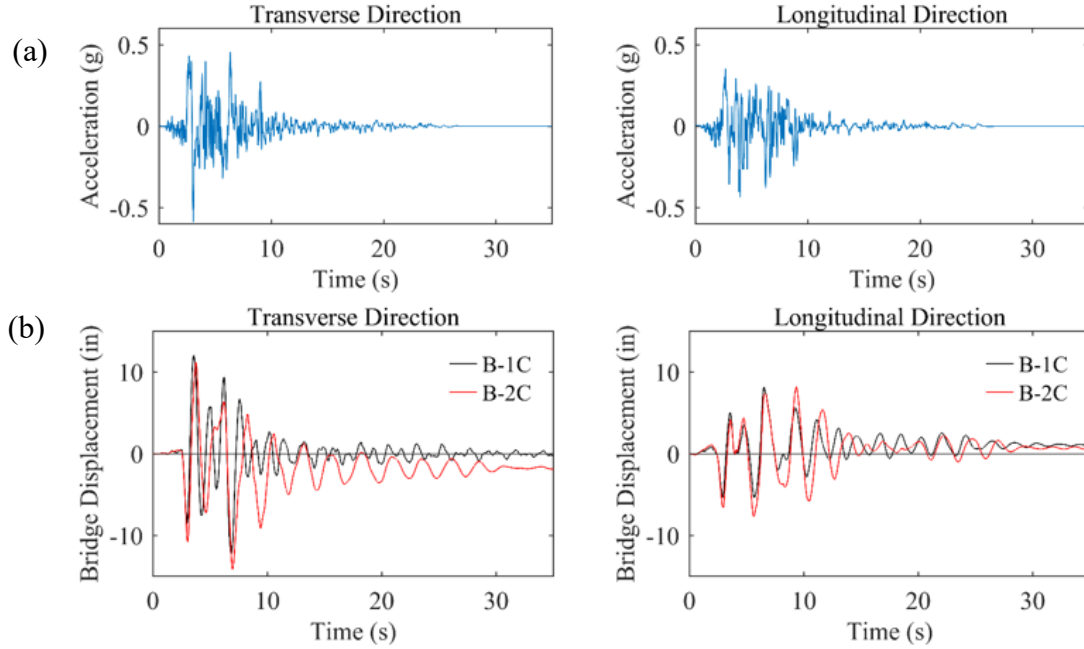 (a)
Transverse Direction
Acceleration (g)
0.5
0
-0.5
0 10 20 30
Time (s)
Longitudinal Direction
Acceleration (g)
0.5
0
-0.5
0 10 20 30
Time (s)
(b)
Transverse Direction
Bridge Displacement (in)
10
0
-10
B-1C
B-2C
0 10 20 30
Time (s)
Longitudinal Direction
Bridge Displacement (in)
10
0
-10
B-1C
B-2C
0 10 20 30
Time (s)